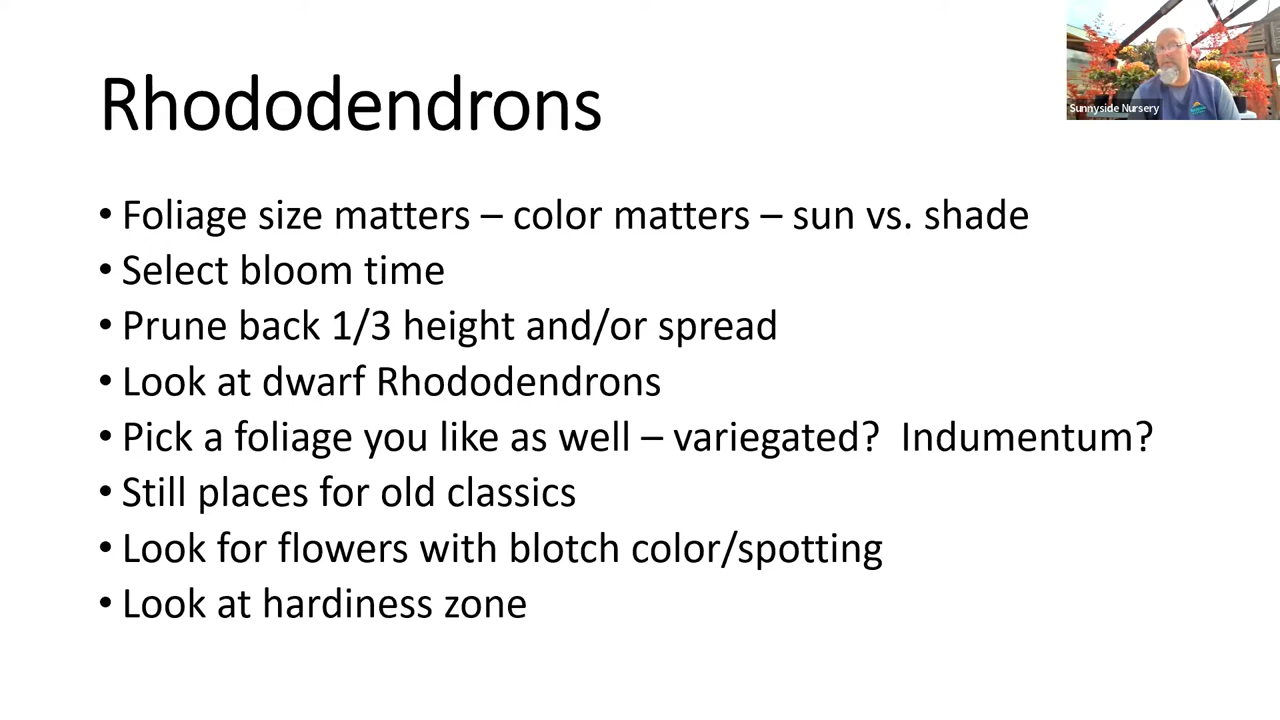 Sunnyside Nursery
Rhododendrons
• Foliage size matters – color matters – sun vs. shade
• Select bloom time
• Prune back 1/3 height and/or spread
• Look at dwarf Rhododendrons
• Pick a foliage you like as well – variegated?  Indumentum?
• Still places for old classics
• Look for flowers with blotch color/spotting
• Look at hardiness zone